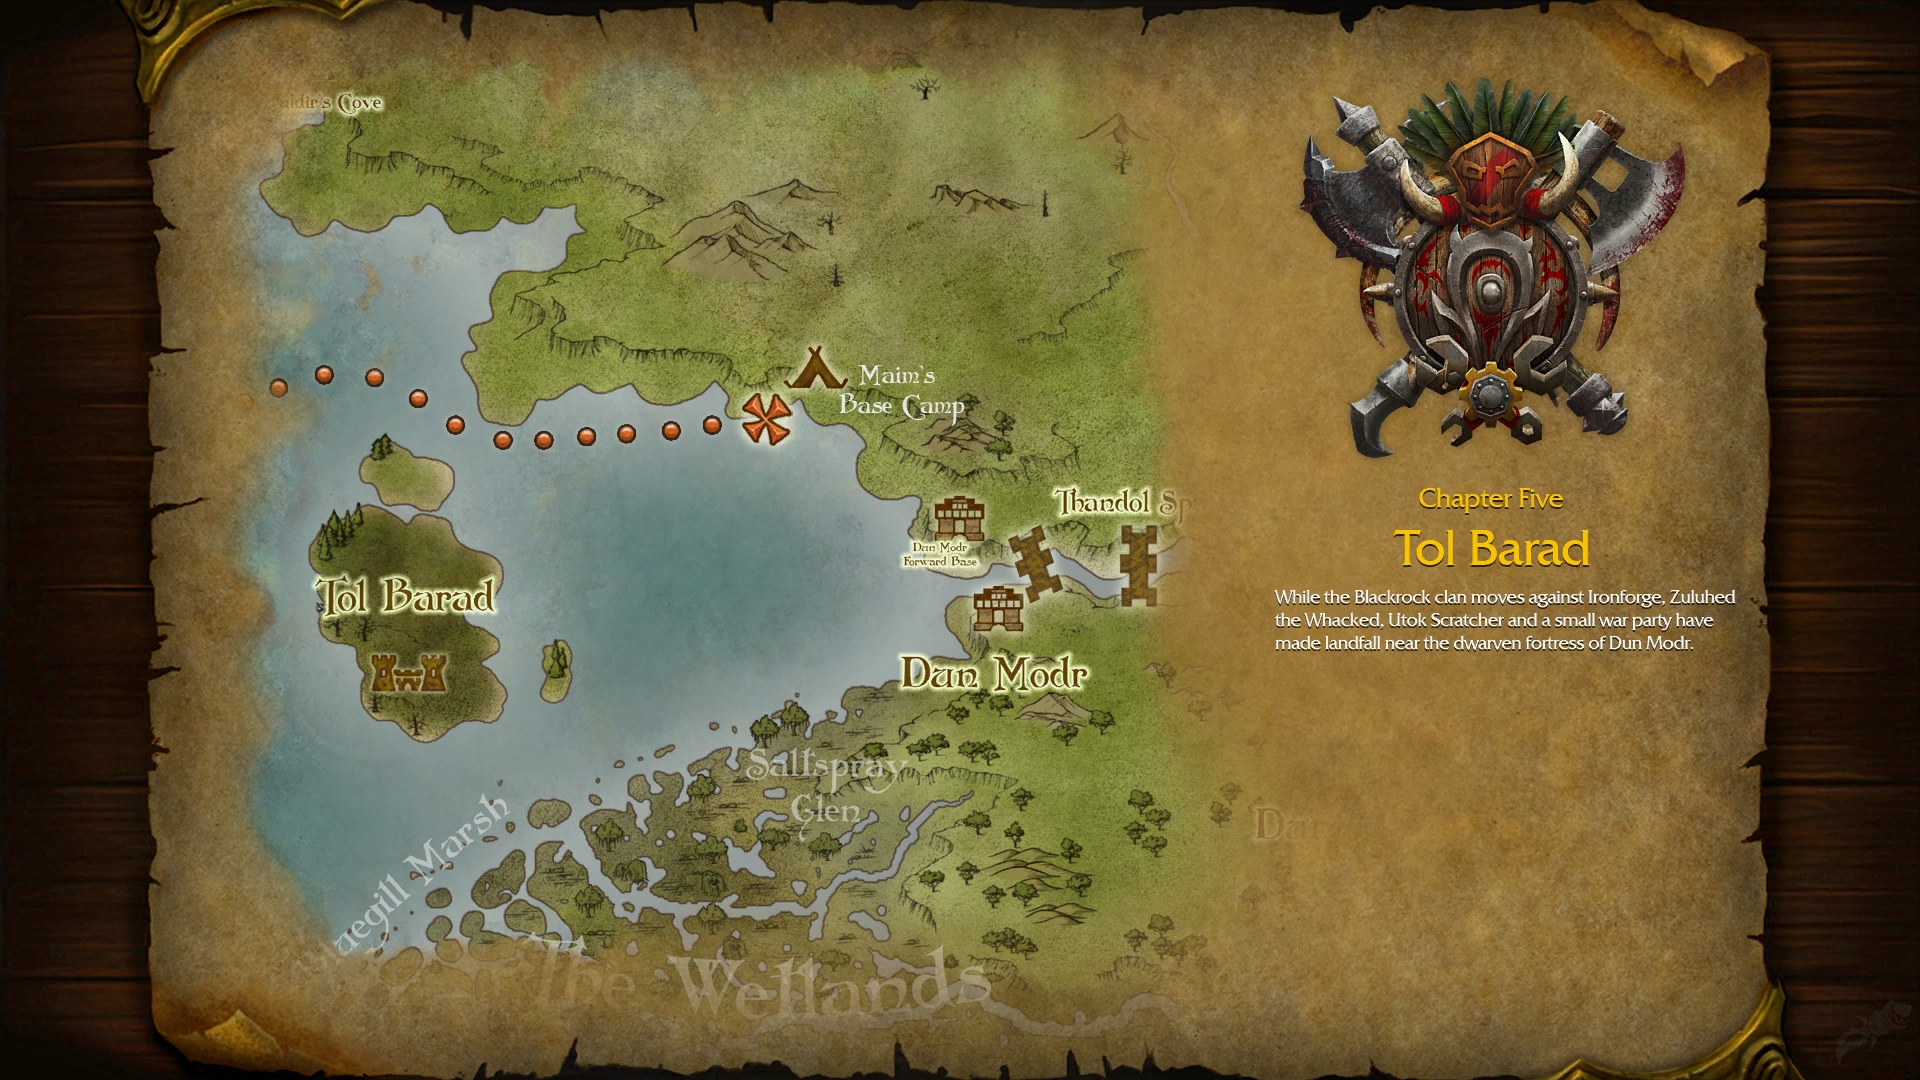 Cove
Maim's
Base Camp
Thandol
Dun Modr
Forward Base
Tol Barad
Dun Modr
Saltspray
Glen
Marsh
The Wetlands
Chapter Five
Tol Barad
While the Blackrock clan moves against Ironforge, Zuluhed
the Whacked, Utok Scratcher and a small war party have
made landfall near the dwarven fortress of Dun Modr.